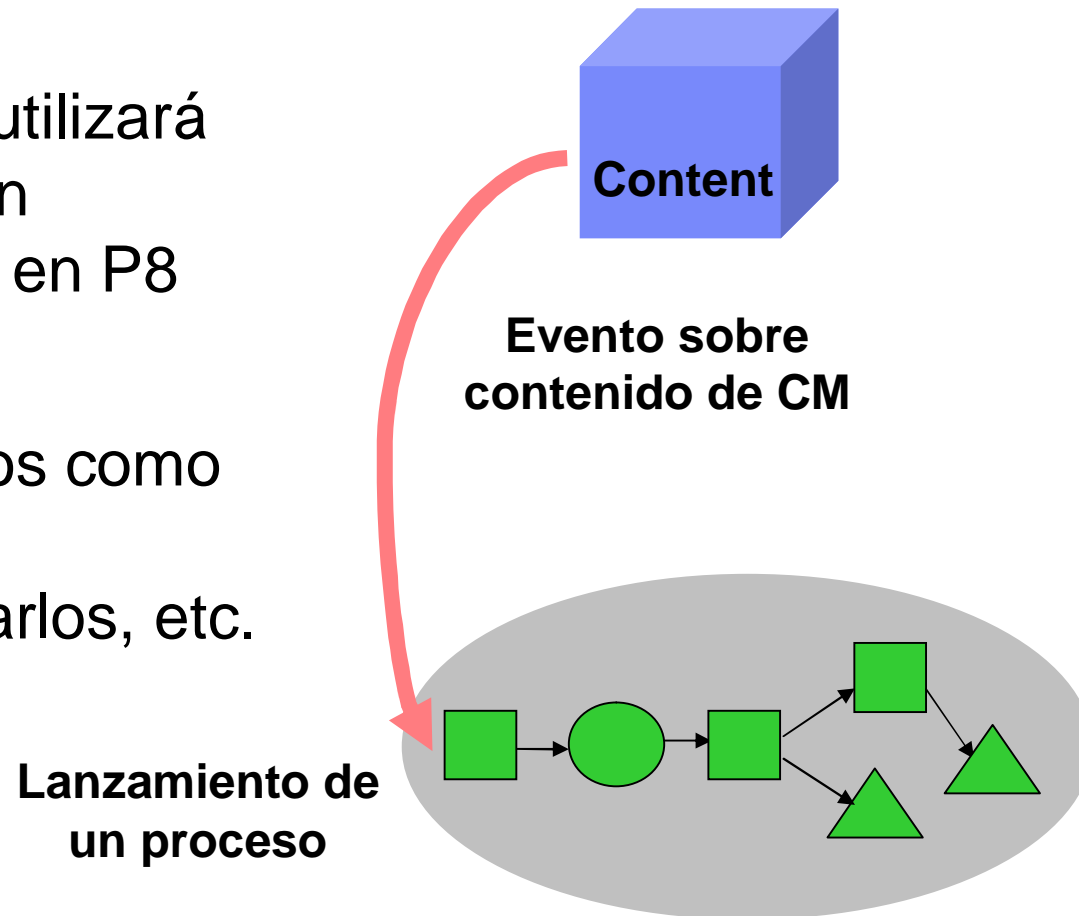 utilizará
n
en P8
os como
arlos, etc.
Content
Evento sobre
contenido de CM
Lanzamiento de
un proceso